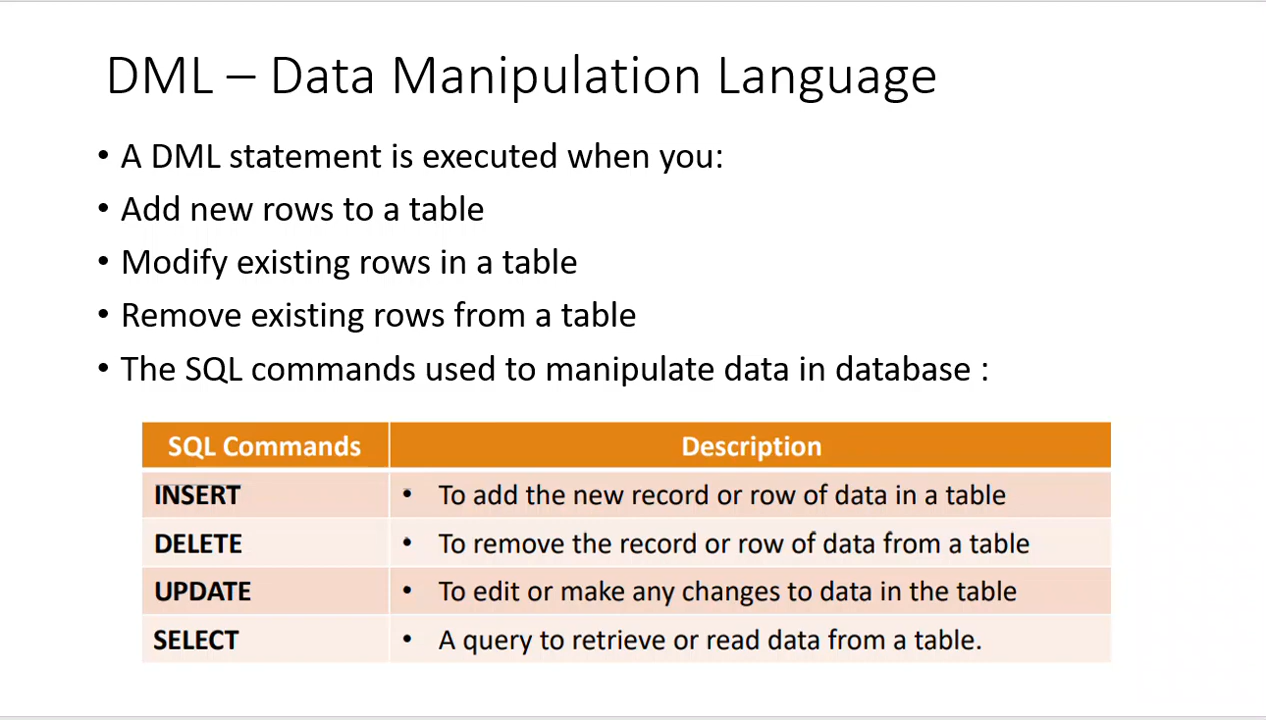 DML – Data Manipulation Language
• A DML statement is executed when you:
• Add new rows to a table
• Modify existing rows in a table
• Remove existing rows from a table
• The SQL commands used to manipulate data in database :
SQL Commands Description
INSERT • To add the new record or row of data in a table
DELETE • To remove the record or row of data from a table
UPDATE • To edit or make any changes to data in the table
SELECT • A query to retrieve or read data from a table.